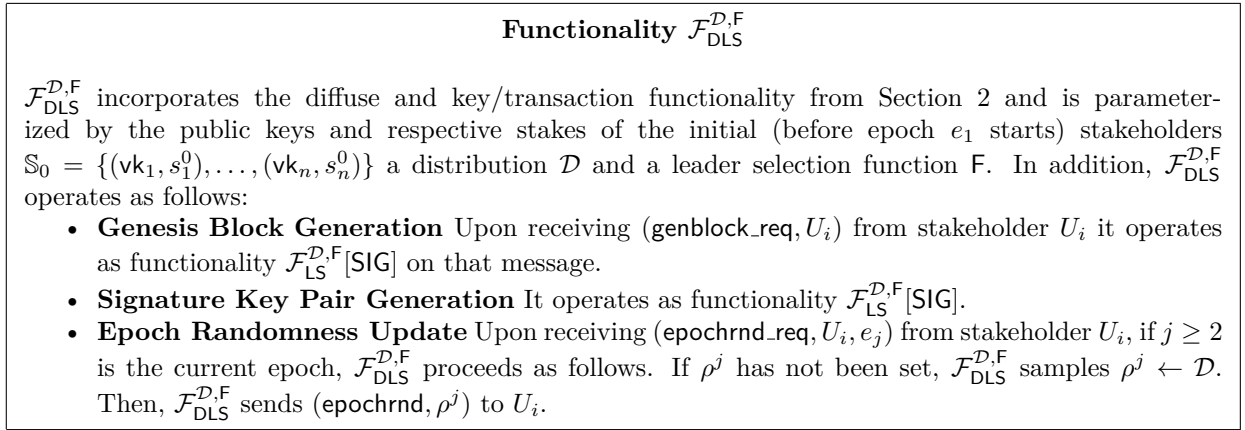 Functionality $\mathcal{F}_{\mathsf{DLS}}^{\mathcal{D},\mathsf{F}}$
$\mathcal{F}_{\mathsf{DLS}}^{\mathcal{D},\mathsf{F}}$ incorporates the diffuse and key/transaction functionality from Section 2 and is parameter-
ized by the public keys and respective stakes of the initial (before epoch $e_1$ starts) stakeholders
$\mathbb{S}_0 = \{(\mathsf{vk}_1, s_1^0), \ldots, (\mathsf{vk}_n, s_n^0)\}$ a distribution $\mathcal{D}$ and a leader selection function $\mathsf{F}$. In addition, $\mathcal{F}_{\mathsf{DLS}}^{\mathcal{D},\mathsf{F}}$
operates as follows:
• Genesis Block Generation Upon receiving $(\mathsf{genblock\_req}, U_i)$ from stakeholder $U_i$ it operates
as functionality $\mathcal{F}_{\mathsf{LS}}^{\mathcal{D},\mathsf{F}}[\mathsf{SIG}]$ on that message.
• Signature Key Pair Generation It operates as functionality $\mathcal{F}_{\mathsf{LS}}^{\mathcal{D},\mathsf{F}}[\mathsf{SIG}]$.
• Epoch Randomness Update Upon receiving $(\mathsf{epochrnd\_req}, U_i, e_j)$ from stakeholder $U_i$, if $j \geq 2$
is the current epoch, $\mathcal{F}_{\mathsf{DLS}}^{\mathcal{D},\mathsf{F}}$ proceeds as follows. If $\rho^j$ has not been set, $\mathcal{F}_{\mathsf{DLS}}^{\mathcal{D},\mathsf{F}}$ samples $\rho^j \leftarrow \mathcal{D}$.
Then, $\mathcal{F}_{\mathsf{DLS}}^{\mathcal{D},\mathsf{F}}$ sends $(\mathsf{epochrnd}, \rho^j)$ to $U_i$.